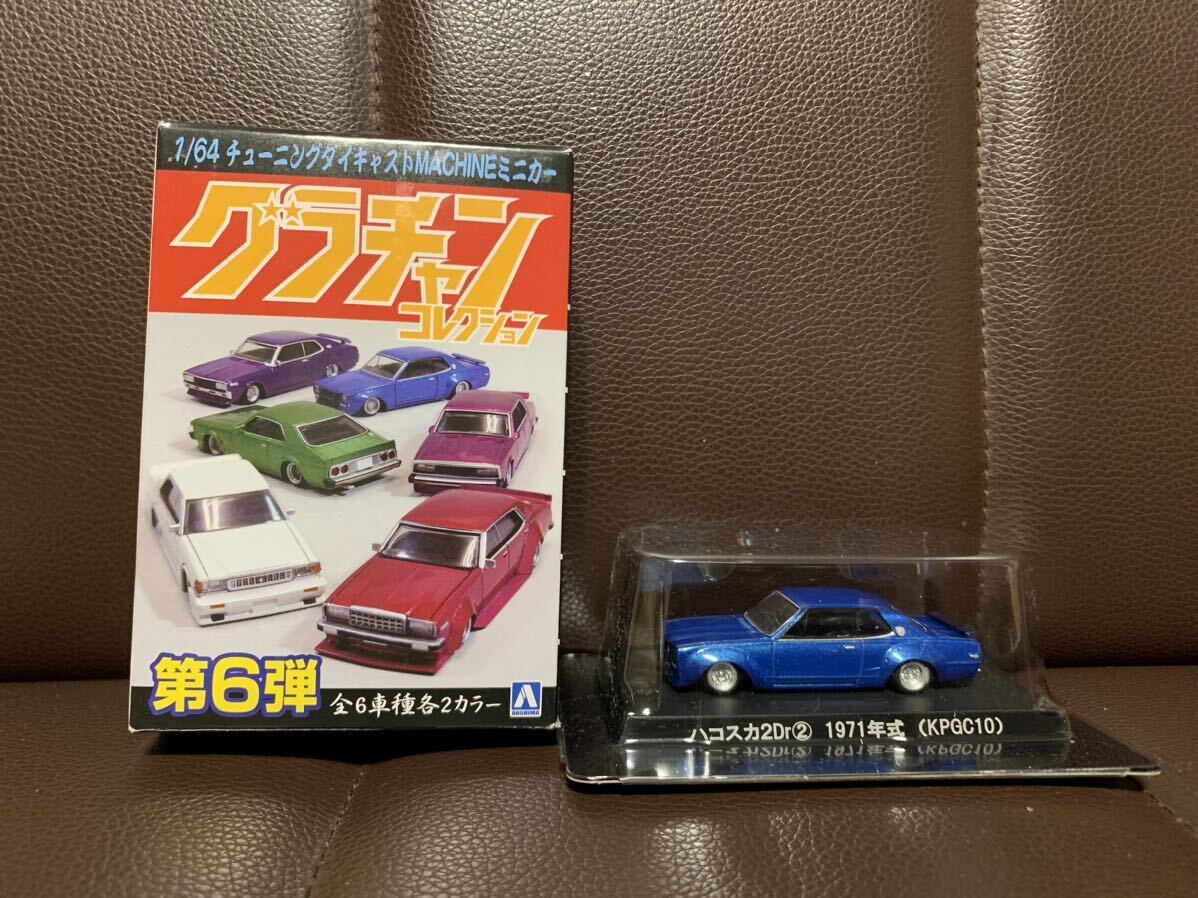 1/64 チューニングダイキャストMACHINEミニカー
グラチャン
コレクション
第6弾
全6車種各2カラー
AOSHIMA
ハコスカ2Dr② 1971年式 (KPGC10)